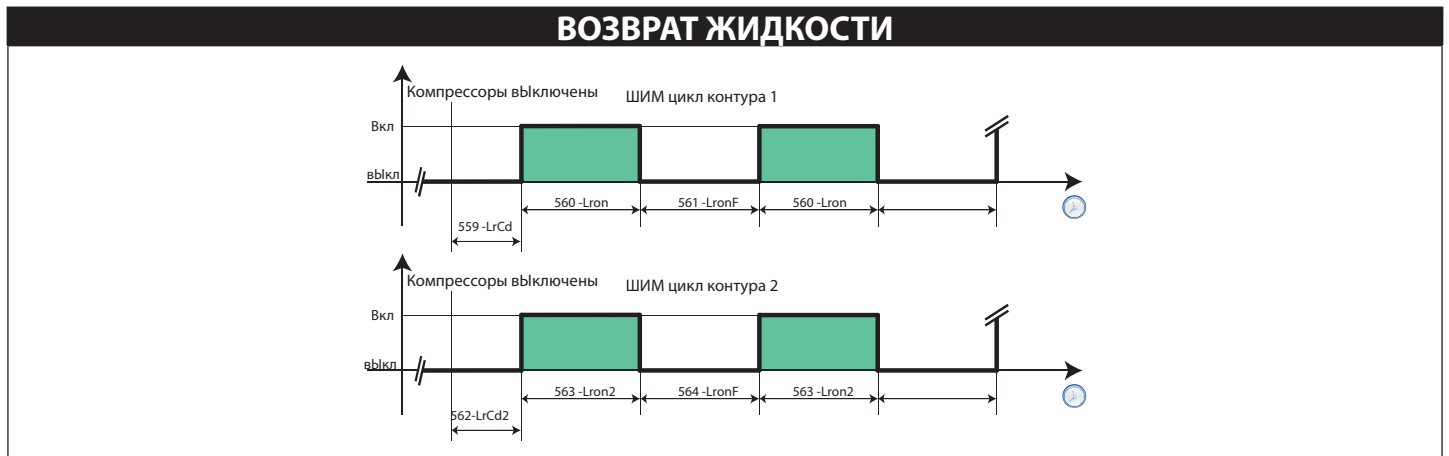 ВОЗВРАТ ЖИДКОСТИ
Компрессоры вЫключены
ШИМ цикл контура 1
Вкл
вЫкл
560 -Lron
561 -LronF
560 -Lron
559 -LrCd
Компрессоры вЫключены
ШИМ цикл контура 2
Вкл
вЫкл
563 -Lron2
564 -LronF
563 -Lron2
562-LrCd2